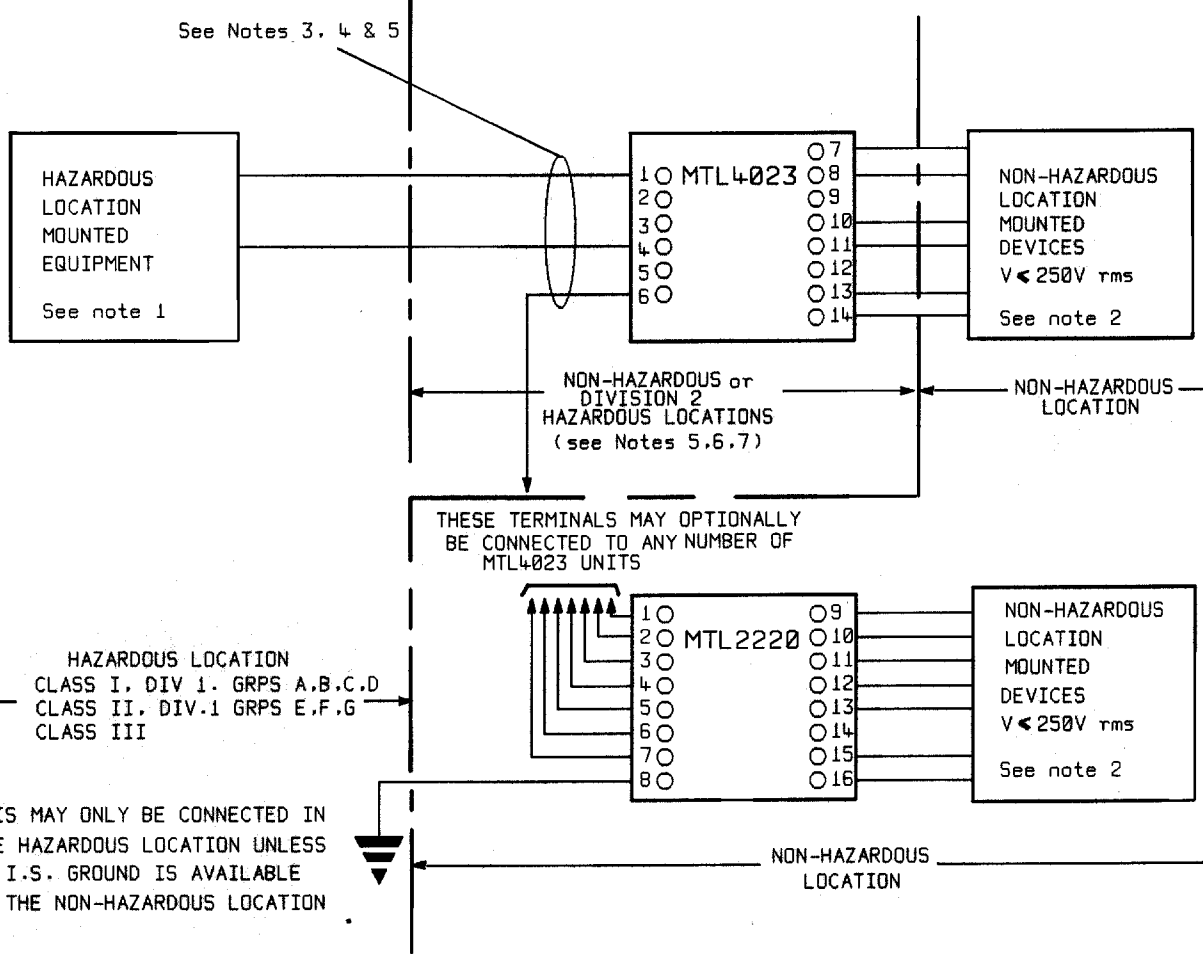 See Notes 3, 4 & 5
HAZARDOUS
LOCATION
MOUNTED
EQUIPMENT
See note 1
MTL4023
1
2
3
4
5
6
7
8
9
10
11
12
13
14
NON-HAZARDOUS
LOCATION
MOUNTED
DEVICES
V < 250V rms
See note 2
NON-HAZARDOUS or
DIVISION 2
HAZARDOUS LOCATIONS
(see Notes 5.6.7)
NON-HAZARDOUS
LOCATION
THESE TERMINALS MAY OPTIONALLY
BE CONNECTED TO ANY NUMBER OF
MTL4023 UNITS
MTL2220
1
2
3
4
5
6
7
8
9
10
11
12
13
14
15
16
NON-HAZARDOUS
LOCATION
MOUNTED
DEVICES
V < 250V rms
See note 2
HAZARDOUS LOCATION
CLASS I, DIV 1. GRPS A.B.C.D
CLASS II, DIV.1 GRPS E.F.G
CLASS III
MAY ONLY BE CONNECTED IN
HAZARDOUS LOCATION UNLESS
I.S. GROUND IS AVAILABLE
THE NON-HAZARDOUS LOCATION
NON-HAZARDOUS
LOCATION